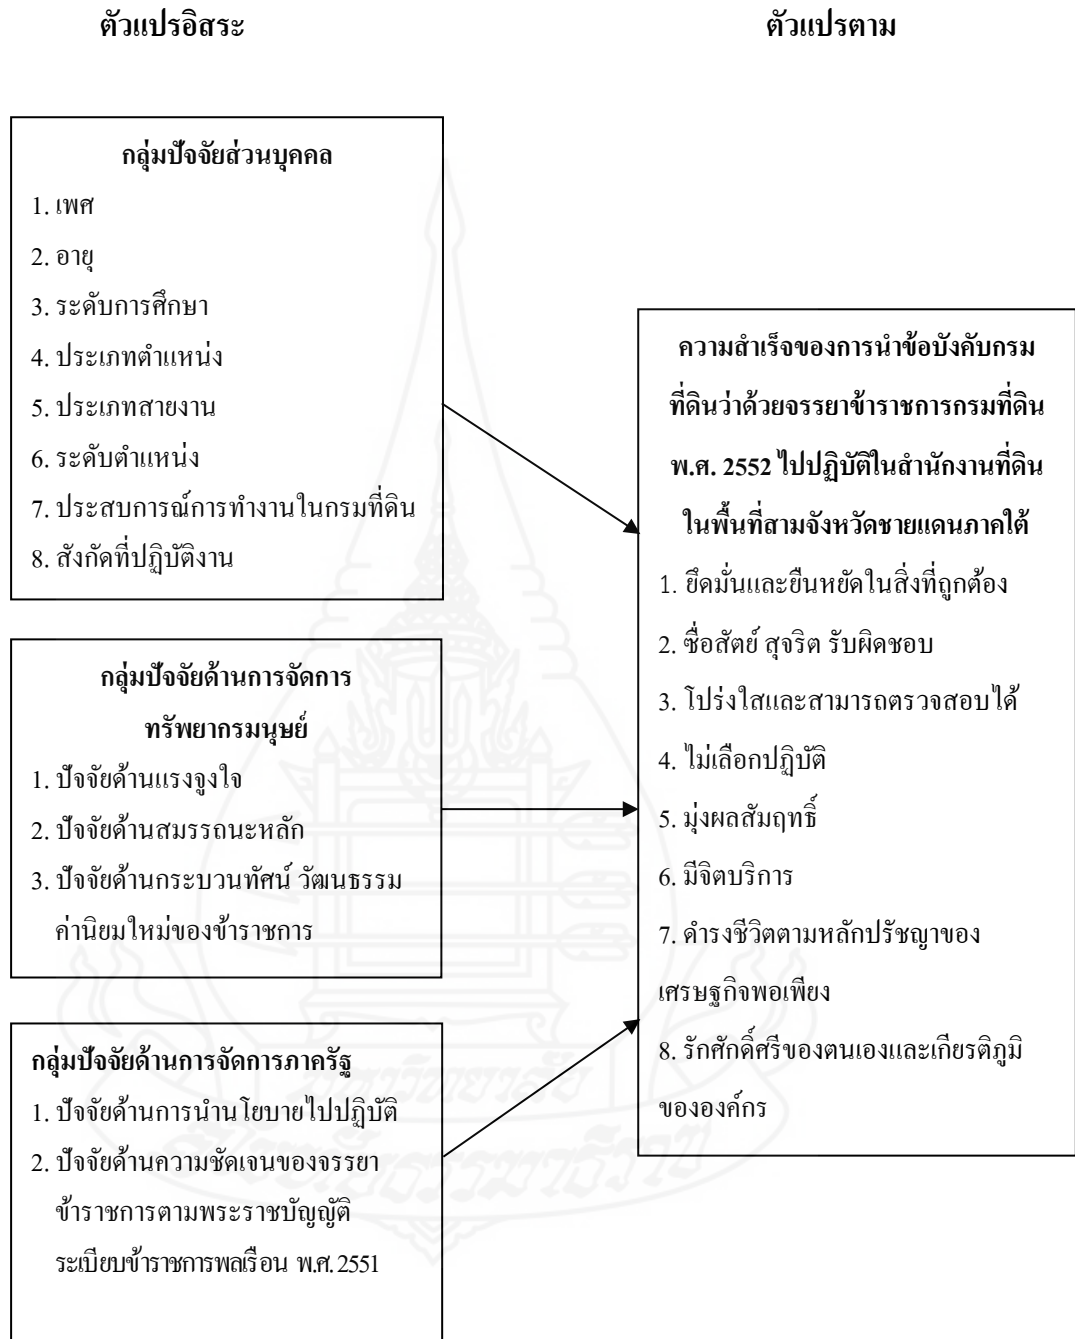 ตัวแปรอิสระ
ตัวแปรตาม
กลุ่มปัจจัยส่วนบุคคล
1. เพศ
2. อายุ
3. ระดับการศึกษา
4. ประเภทตำแหน่ง
5. ประเภทสายงาน
6. ระดับตำแหน่ง
7. ประสบการณ์การทำงานในกรมที่ดิน
8. สังกัดที่ปฏิบัติงาน
กลุ่มปัจจัยด้านการจัดการ
ทรัพยากรมนุษย์
1. ปัจจัยด้านแรงจูงใจ
2. ปัจจัยด้านสมรรถนะหลัก
3. ปัจจัยด้านกระบวนทัศน์ วัฒนธรรม
ค่านิยมใหม่ของข้าราชการ
กลุ่มปัจจัยด้านการจัดการภาครัฐ
1. ปัจจัยด้านการนำนโยบายไปปฏิบัติ
2. ปัจจัยด้านความชัดเจนของจรรยา
ข้าราชการตามพระราชบัญญัติ
ระเบียบข้าราชการพลเรือน พ.ศ. 2551
ความสำเร็จของการนำข้อบังคับกรม
ที่ดินว่าด้วยจรรยาข้าราชการกรมที่ดิน
พ.ศ. 2552 ไปปฏิบัติในสำนักงานที่ดิน
ในพื้นที่สามจังหวัดชายแดนภาคใต้
1. ยึดมั่นและยืนหยัดในสิ่งที่ถูกต้อง
2. ซื่อสัตย์ สุจริต รับผิดชอบ
3. โปร่งใสและสามารถตรวจสอบได้
4. ไม่เลือกปฏิบัติ
5. มุ่งผลสัมฤทธิ์
6. มีจิตบริการ
7. ดำรงชีวิตตามหลักปรัชญาของ
เศรษฐกิจพอเพียง
8. รักศักดิ์ศรีของตนเองและเกียรติภูมิ
ขององค์กร
มหาวิทยาลัย
สุโขทัยธรรมาธิราช